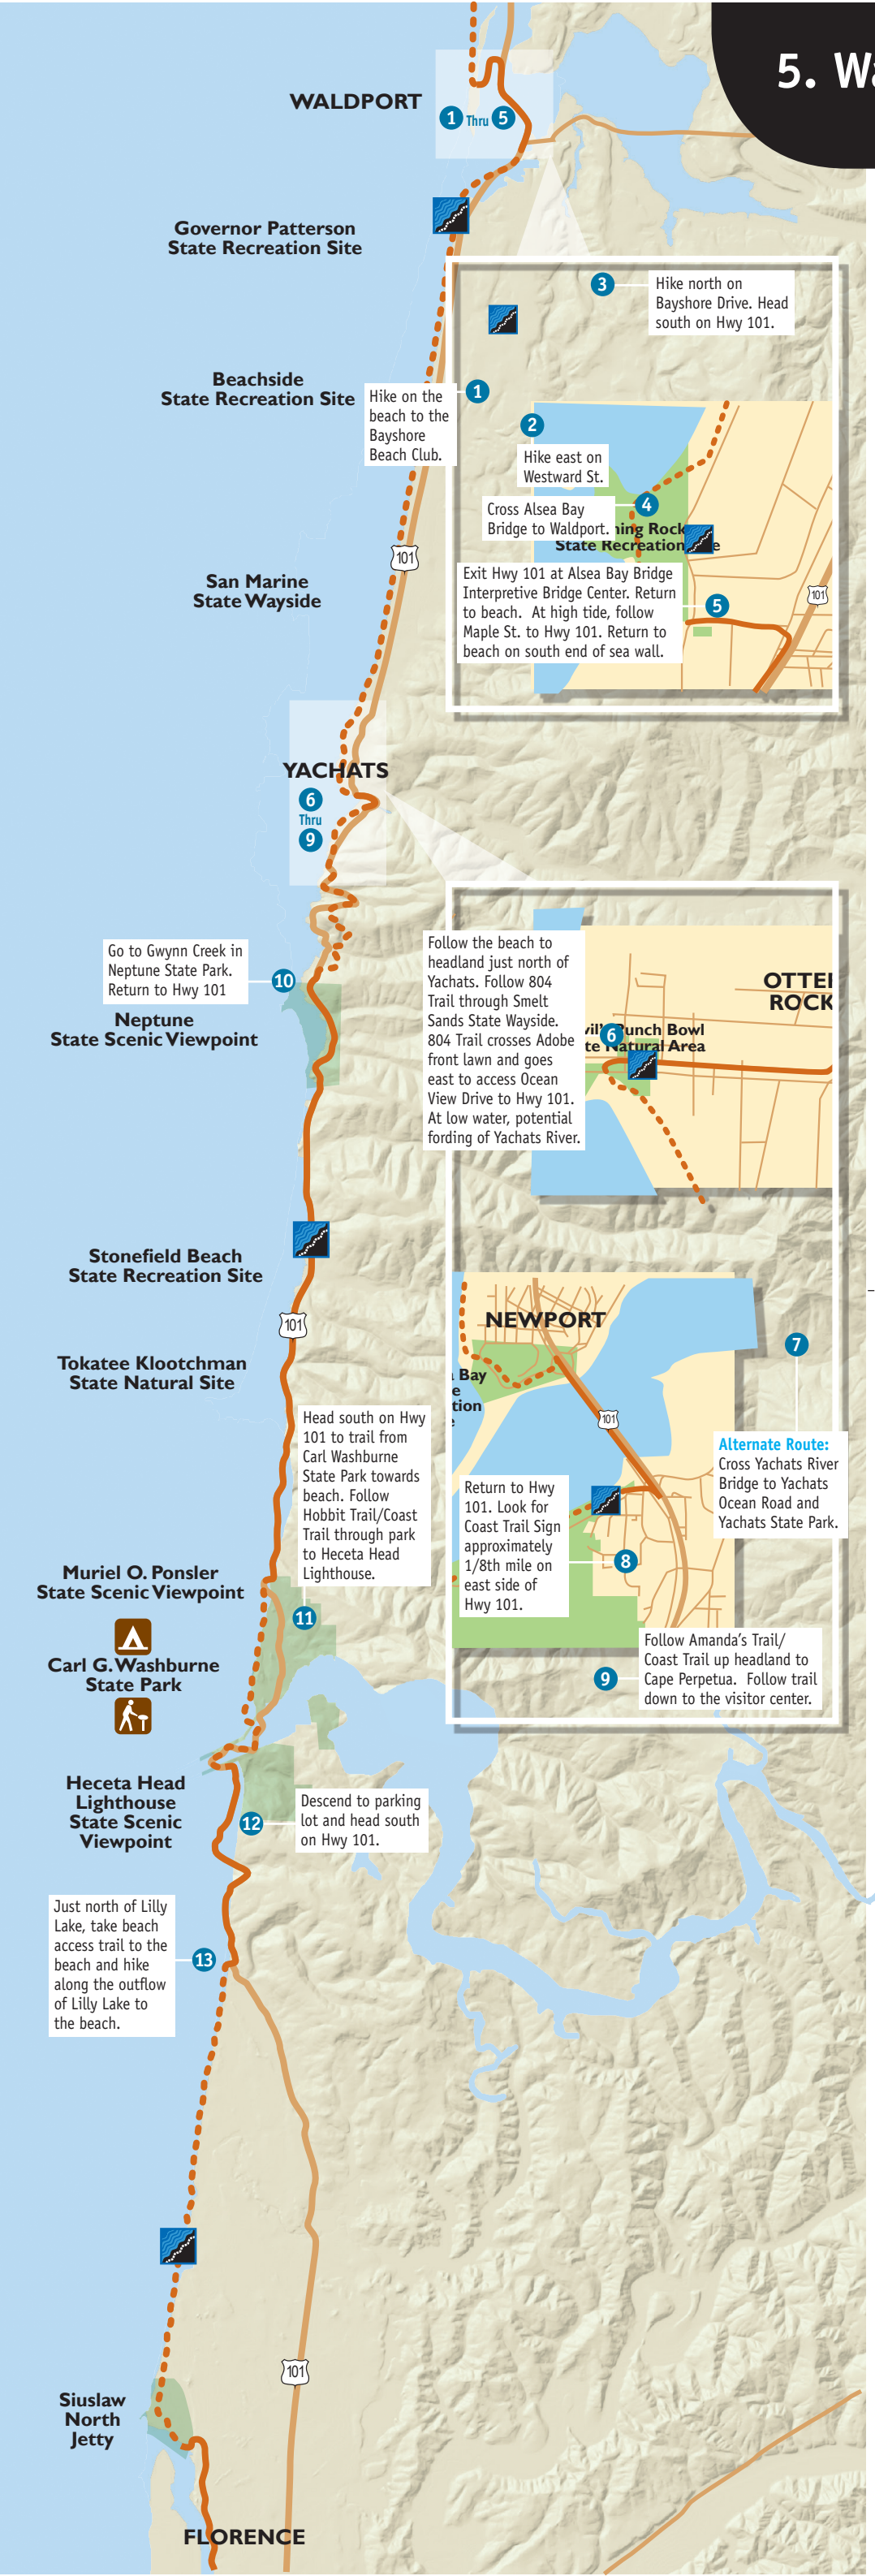 5. Wa
WALDPORT
1 Thru 5
Governor Patterson
State Recreation Site
3
Hike north on
Bayshore Drive. Head
south on Hwy 101.
Beachside
State Recreation Site
1
Hike on the
beach to the
Bayshore
Beach Club.
2
Hike east on
Westward St.
4
Cross Alsea Bay
Bridge to Waldport.
ning Rock
State Recreation e
101
San Marine
State Wayside
Exit Hwy 101 at Alsea Bay Bridge
Interpretive Bridge Center. Return
to beach. At high tide, follow
Maple St. to Hwy 101. Return to
beach on south end of sea wall.
5
101
YACHATS
6
Thru
9
Go to Gwynn Creek in
Neptune State Park.
Return to Hwy 101
10
Neptune
State Scenic Viewpoint
Follow the beach to
headland just north of
Yachats. Follow 804
Trail through Smelt
Sands State Wayside.
804 Trail crosses Adobe
front lawn and goes
east to access Ocean
View Drive to Hwy 101.
At low water, potential
fording of Yachats River.
OTTER
ROCK
vil's Punch Bowl
te Natural Area
6
Stonefield Beach
State Recreation Site
101
Tokatee Klootchman
State Natural Site
NEWPORT
a Bay
e
tion
e
101
7
Alternate Route:
Cross Yachats River
Bridge to Yachats
Ocean Road and
Yachats State Park.
Head south on Hwy
101 to trail from
Carl Washburne
State Park towards
beach. Follow
Hobbit Trail/Coast
Trail through park
to Heceta Head
Lighthouse.
11
Return to Hwy
101. Look for
Coast Trail Sign
approximately
1/8th mile on
east side of
Hwy 101.
8
Muriel O. Ponsler
State Scenic Viewpoint
Carl G. Washburne
State Park
9
Follow Amanda's Trail/
Coast Trail up headland to
Cape Perpetua. Follow trail
down to the visitor center.
Heceta Head
Lighthouse
State Scenic
Viewpoint
12
Descend to parking
lot and head south
on Hwy 101.
Just north of Lilly
Lake, take beach
access trail to the
beach and hike
along the outflow
of Lilly Lake to
the beach.
13
101
Siuslaw
North
Jetty
FLORENCE